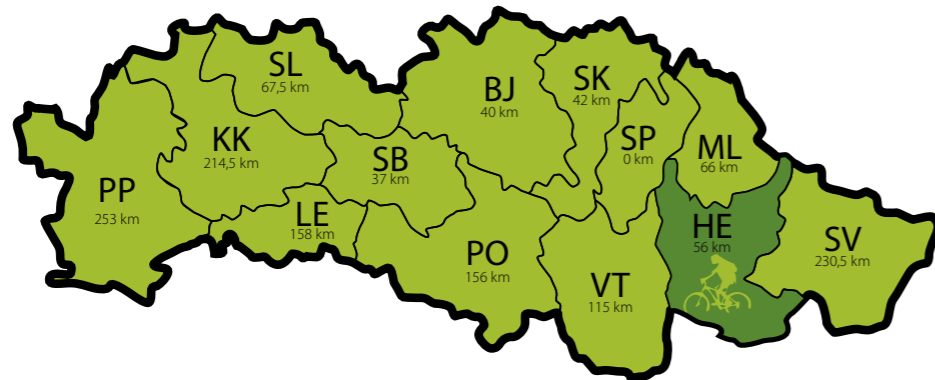 SL
67,5 km
BJ
40 km
SK
42 km
KK
214,5 km
SB
37 km
SP
0 km
ML
66 km
PP
253 km
LE
158 km
PO
156 km
VT
115 km
HE
56 km
SV
230,5 km